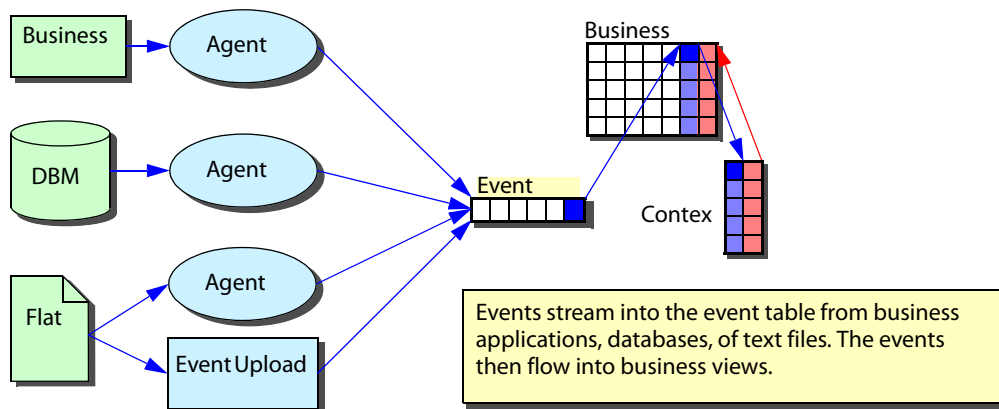 Business
Agent
Business
DBM
Agent
Event
Contex
Agent
Flat
Event Upload
Events stream into the event table from business
applications, databases, of text files. The events
then flow into business views.